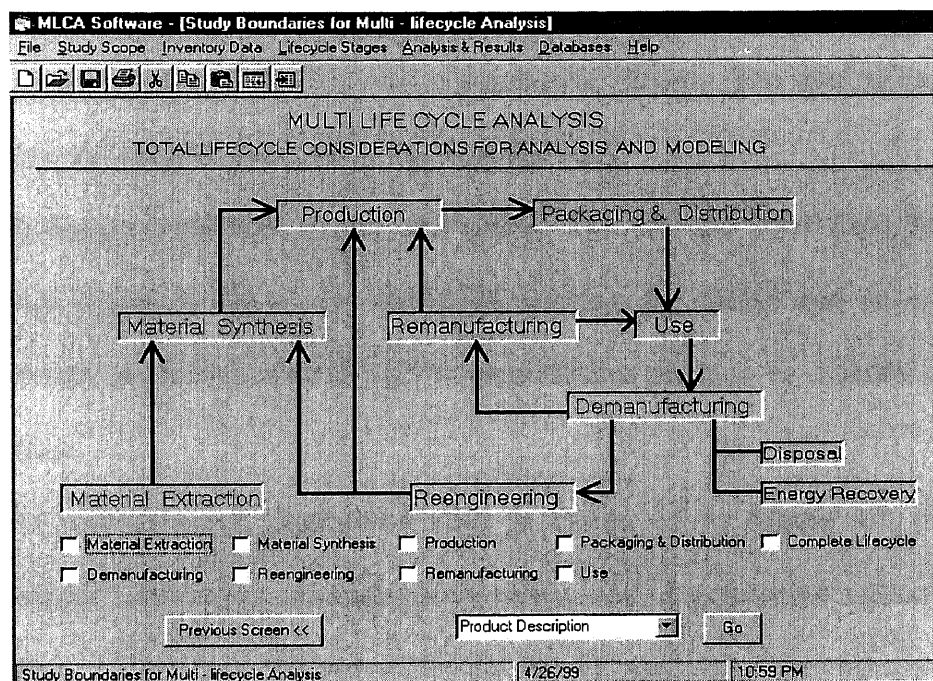 MLCA Software - [Study Boundaries for Multi - lifecycle Analysis]
File Study Scope Inventory Data Lifecycle Stages Analysis & Results Databases Help
MULTI LIFE CYCLE ANALYSIS
TOTAL LIFECYCLE CONSIDERATIONS FOR ANALYSIS AND MODELING
Production Packaging & Distribution
Material Synthesis Remanufacturing Use
Demanufacturing
Disposal
Material Extraction Reengineering Energy Recovery
Material Extraction Material Synthesis Production Packaging & Distribution Complete Lifecycle
Demanufacturing Reengineering Remanufacturing Use
Previous Screen << Product Description Go
Study Boundaries for Multi - lifecycle Analysis 4/26/99 10:59 PM